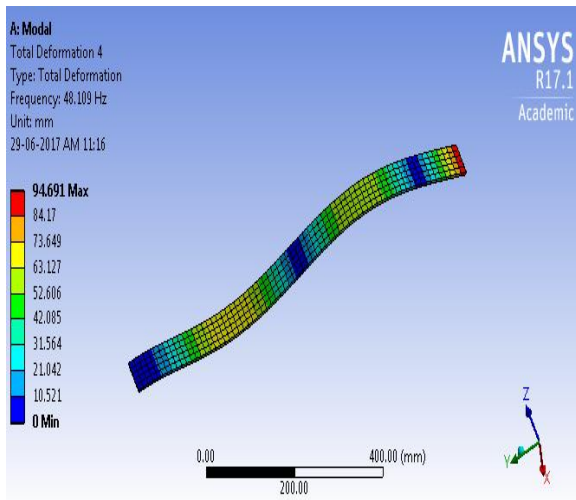 A: Modal
Total Deformation 4
Type: Total Deformation
Frequency: 48.109 Hz
Unit: mm
29-06-2017 AM 11:16
ANSYS
R17.1
Academic
94.691 Max
84.17
73.649
63.127
52.606
42.085
31.564
21.042
10.521
0 Min
0.00 400.00 (mm)
200.00
Z
Y
X